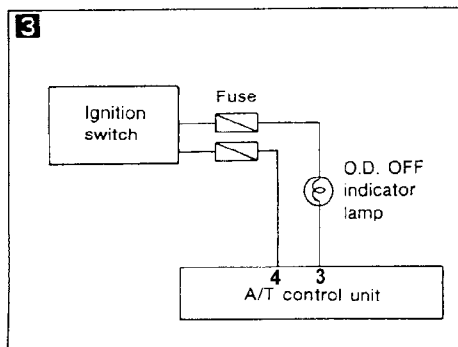 3
Ignition
switch
Fuse
O.D. OFF
indicator
lamp
4 3
A/T control unit